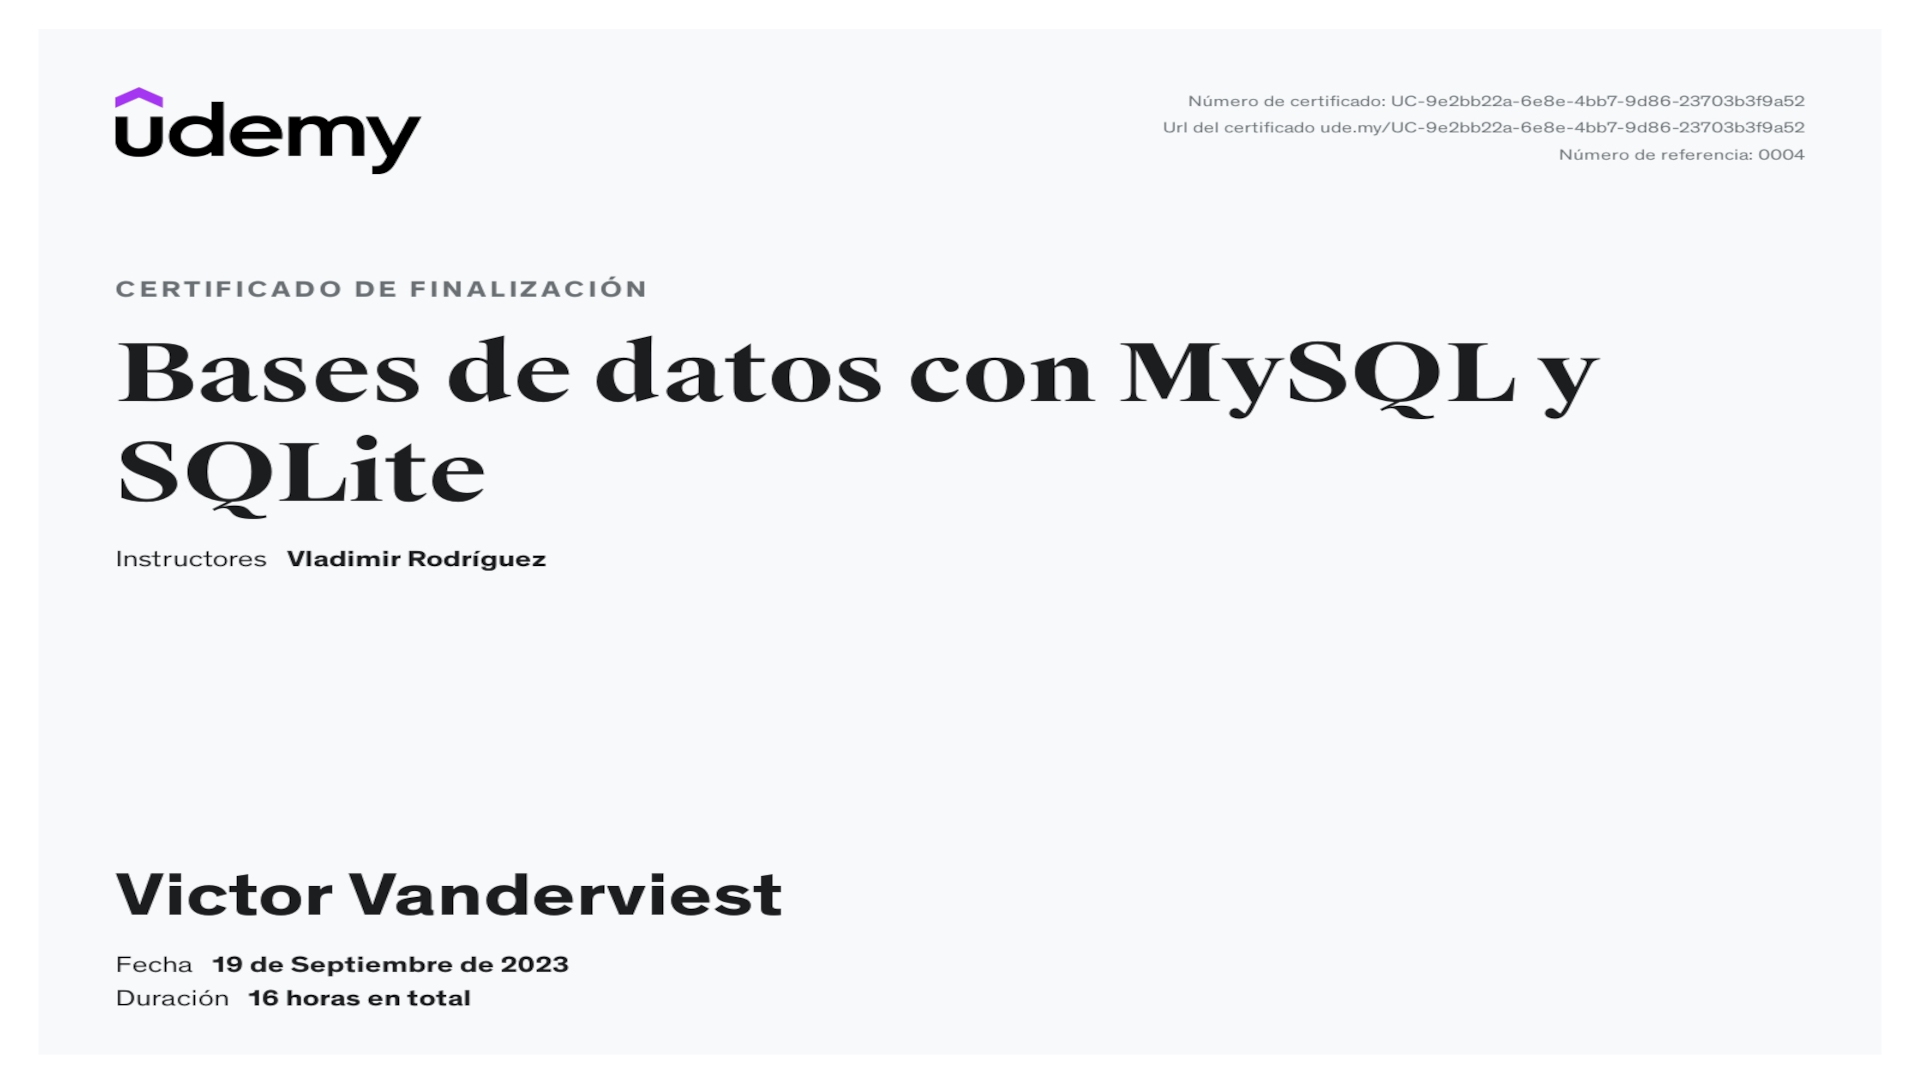 udemy
Número de certificado: UC-9e2bb22a-6e8e-4bb7-9d86-23703b3f9a52
Url del certificado ude.my/UC-9e2bb22a-6e8e-4bb7-9d86-23703b3f9a52
Número de referencia: 0004
CERTIFICADO DE FINALIZACIÓN
Bases de datos con MySQL y
SQLite
Instructores Vladimir Rodríguez
Victor Vanderviest
Fecha 19 de Septiembre de 2023
Duración 16 horas en total